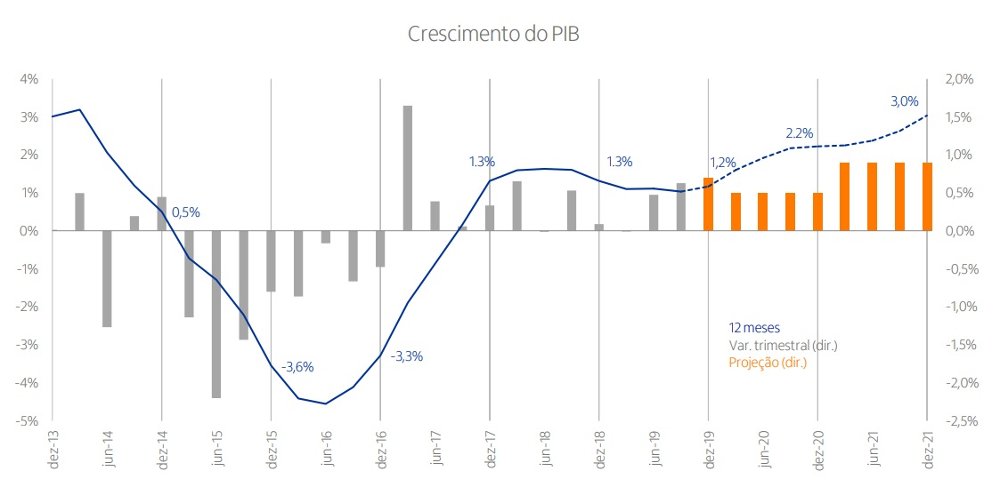 Crescimento do PIB
4%
3%
2%
1%
0%
-1%
-2%
-3%
-4%
-5%
2,0%
1,5%
1,0%
0,5%
0,0%
-0,5%
-1,0%
-1,5%
-2,0%
-2,5%
0,5%
-3,6%
-3,3%
1.3%
1.3%
1,2%
2.2%
3,0%
12 meses
Var. trimestral (dir.)
Projeção (dir.)
dez-13
jun-14
dez-14
jun-15
dez-15
jun-16
dez-16
jun-17
dez-17
jun-18
dez-18
jun-19
dez-19
jun-20
dez-20
jun-21
dez-21